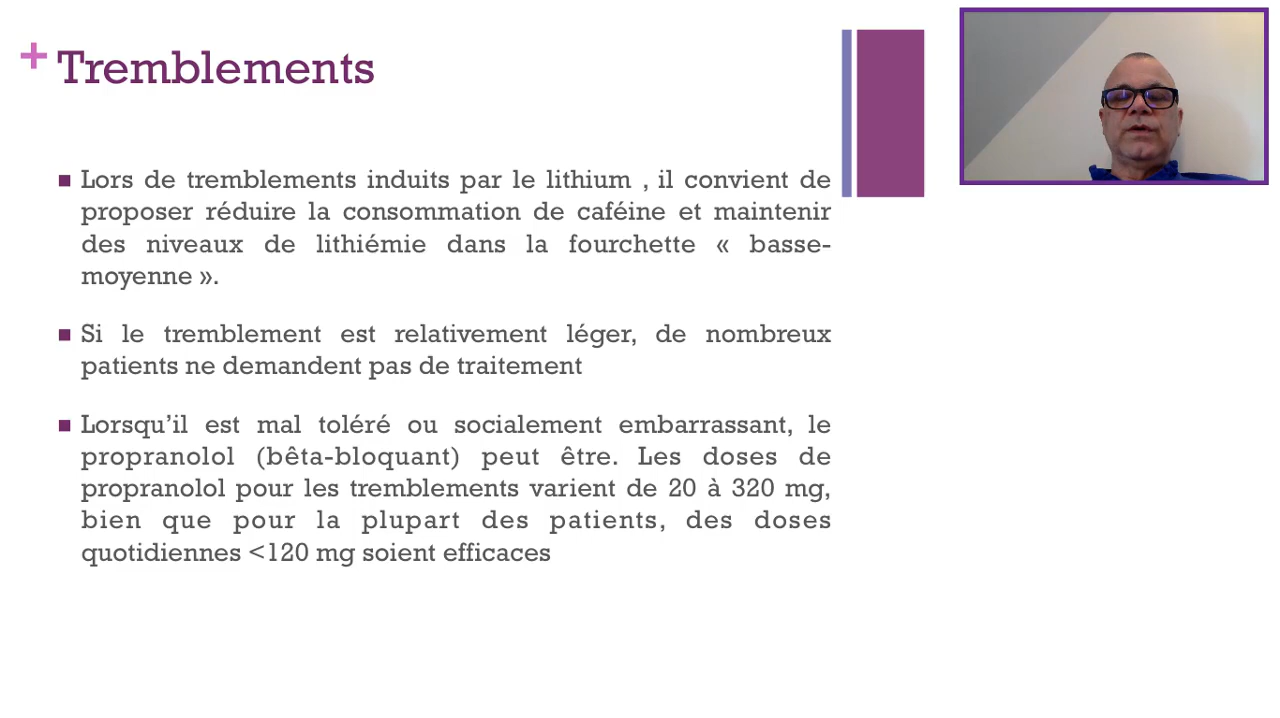 + Tremblements
Lors de tremblements induits par le lithium , il convient de
proposer réduire la consommation de caféine et maintenir
des niveaux de lithiémie dans la fourchette « basse-
moyenne ».
Si le tremblement est relativement léger, de nombreux
patients ne demandent pas de traitement
Lorsqu’il est mal toléré ou socialement embarrassant, le
propranolol (bêta-bloquant) peut être. Les doses de
propranolol pour les tremblements varient de 20 à 320 mg,
bien que pour la plupart des patients, des doses
quotidiennes <120 mg soient efficaces